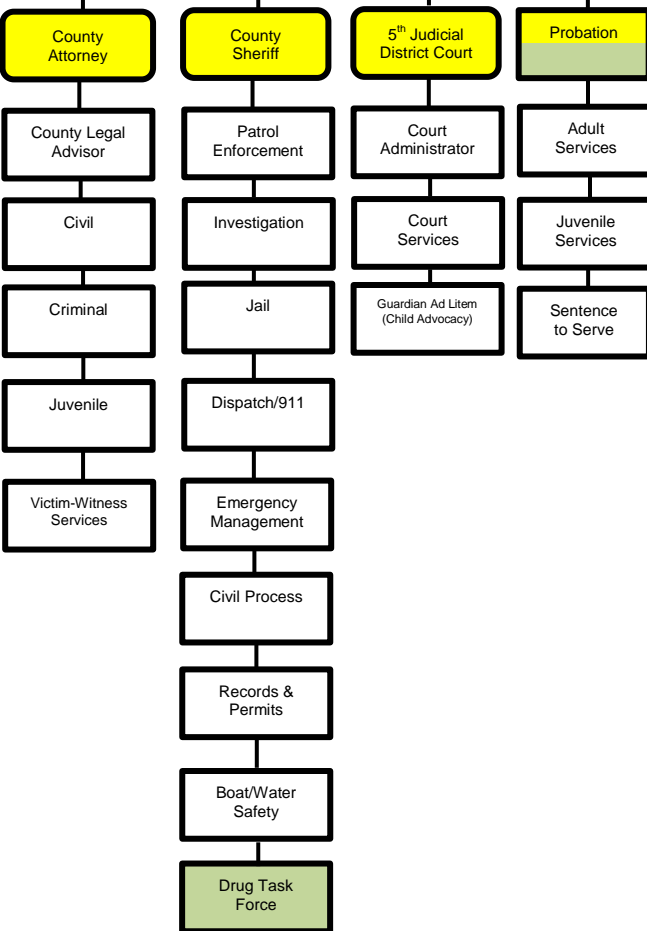 County
Attorney
County Legal
Advisor
Civil
Criminal
Juvenile
Victim-Witness
Services
County
Sheriff
Patrol
Enforcement
Investigation
Jail
Dispatch/911
Emergency
Management
Civil Process
Records &
Permits
Boat/Water
Safety
Drug Task
Force
5th Judicial
District Court
Court
Administrator
Court
Services
Guardian Ad Litem
(Child Advocacy)
Probation
Adult
Services
Juvenile
Services
Sentence
to Serve